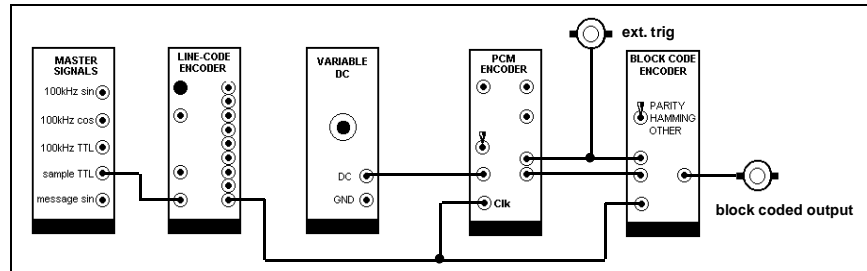 MASTER
SIGNALS
100kHz sin
100kHz cos
100kHz TTL
sample TTL
message sin
LINE-CODE
ENCODER
VARIABLE
DC
DC
GND
PCM
ENCODER
Clk
ext. trig
BLOCK CODE
ENCODER
PARITY
HAMMING
OTHER
block coded output